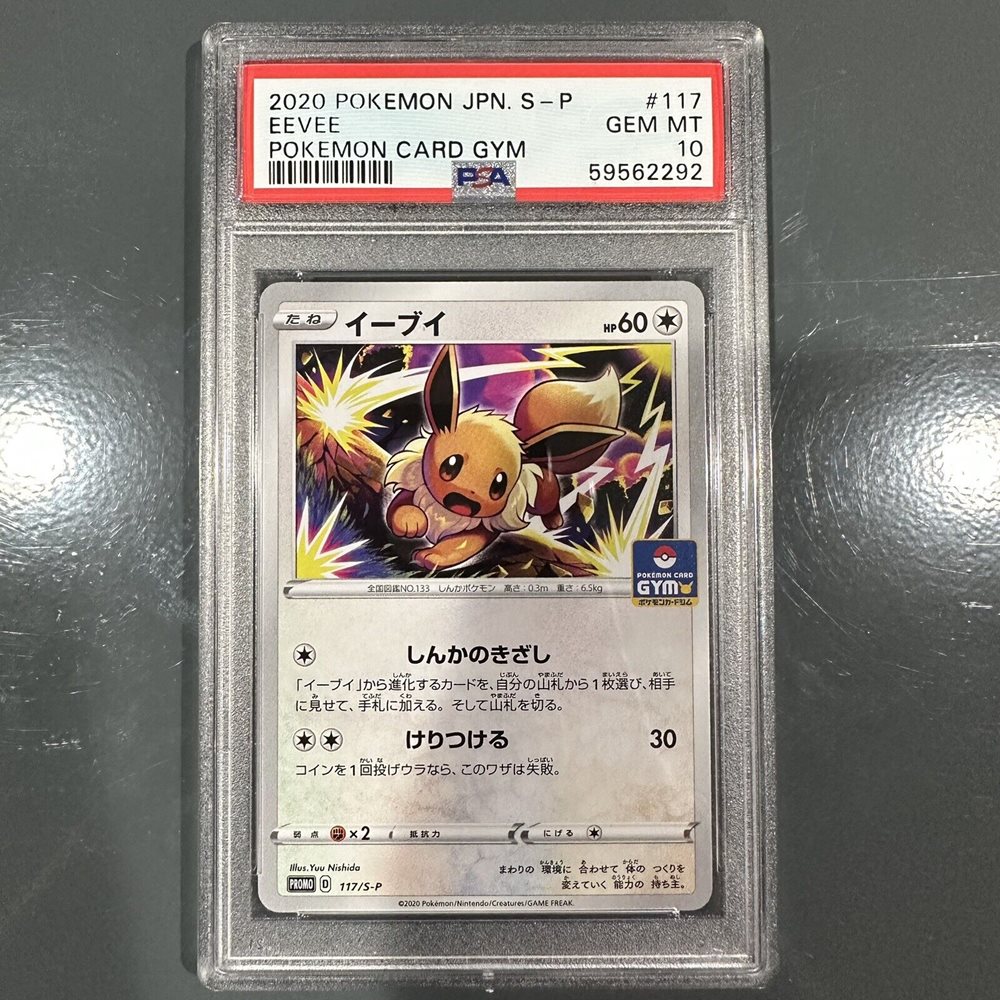 2020 POKEMON JPN. S-P #117
EEVEE GEM MT
POKEMON CARD GYM 10
PSA 59562292
たね イーブイ HP60
POKÉMON CARD
GYM
ポケモンカードジム
全国図鑑NO.133 しんかポケモン 高さ:0.3m 重さ:6.5kg
しんかのきざし
「イーブイ」から進化するカードを、自分の山札から1枚選び、相手
に見せて、手札に加える。そして山札を切る。
けりつける 30
コインを1回投げウラなら、このワザは失敗。
弱点 ×2 抵抗力 にげる
Illus.Yuu Nishida
まわりの 環境に 合わせて 体の つくりを
変えていく 能力の 持ち主。
PROMO D 117/S-P
©2020 Pokémon/Nintendo/Creatures/GAME FREAK.